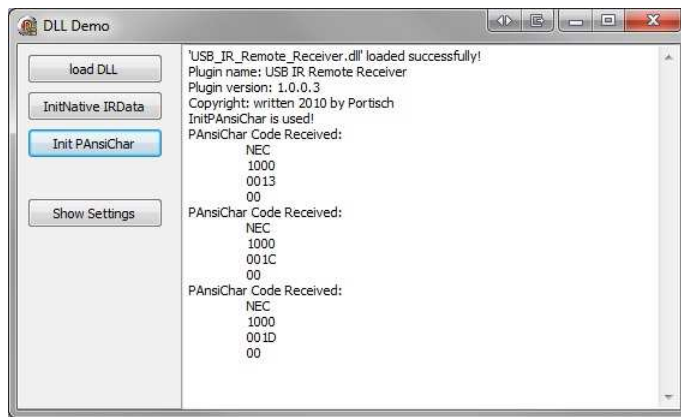 DLL Demo
load DLL
InitNative IRData
Init PAnsiChar
Show Settings
'USB_IR_Remote_Receiver.dll' loaded successfully!
Plugin name: USB IR Remote Receiver
Plugin version: 1.0.0.3
Copyright: written 2010 by Portisch
InitPAnsiChar is used!
PAnsiChar Code Received:
NEC
1000
0013
00
PAnsiChar Code Received:
NEC
1000
001C
00
PAnsiChar Code Received:
NEC
1000
001D
00